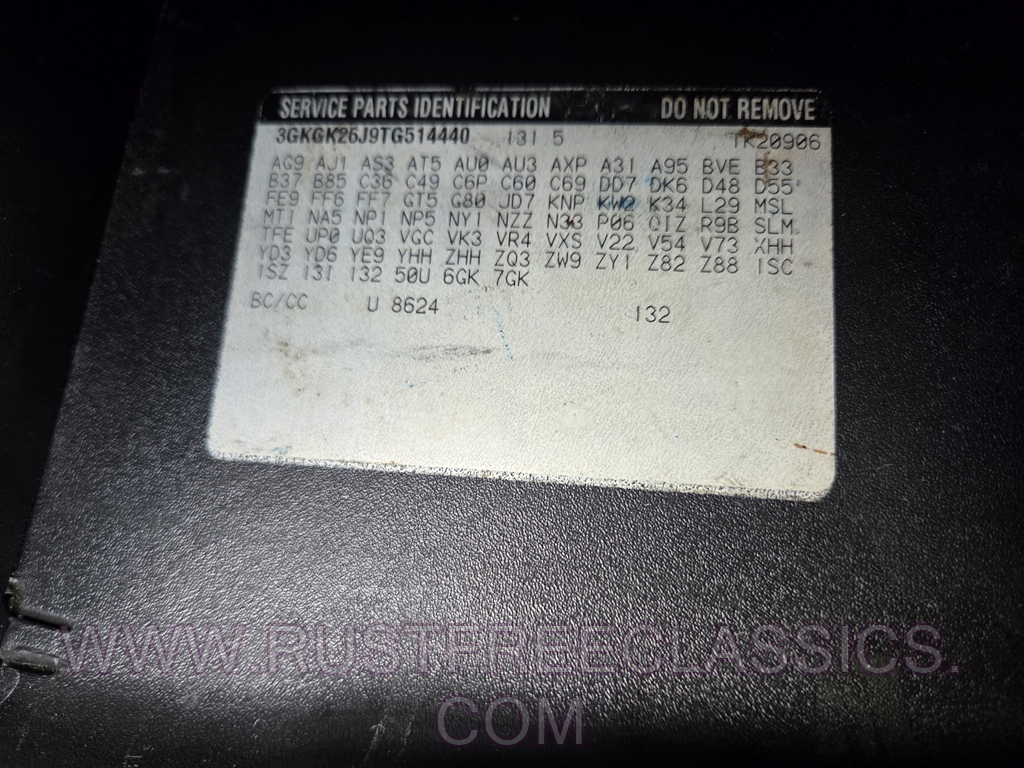 SERVICE PARTS IDENTIFICATION DO NOT REMOVE
3GKGK26J9TG514440 131 5 TK20906
AG9 AJ1 AS3 AT5 AU0 AU3 AXP A31 A95 BVE B33
B37 B85 C36 C49 C6P C60 C69 DD7 DK6 D48 D55
FE9 FF6 FF7 GT5 G80 JD7 KNP KW2 K34 L29 MSL
MT1 NA5 NP1 NP5 NY1 NZZ N33 P06 QIZ R9B SLM
TFE UP0 UQ3 VGC VK3 VR4 VXS V22 V54 V73 XHH
YD3 YD6 YE9 YHH ZHH ZQ3 ZW9 ZY1 Z82 Z88 1SC
1SZ 13I 132 50U 6GK 7GK
BC/CC U 8624 132
WWW.RUSTFREECLASSICS.
COM